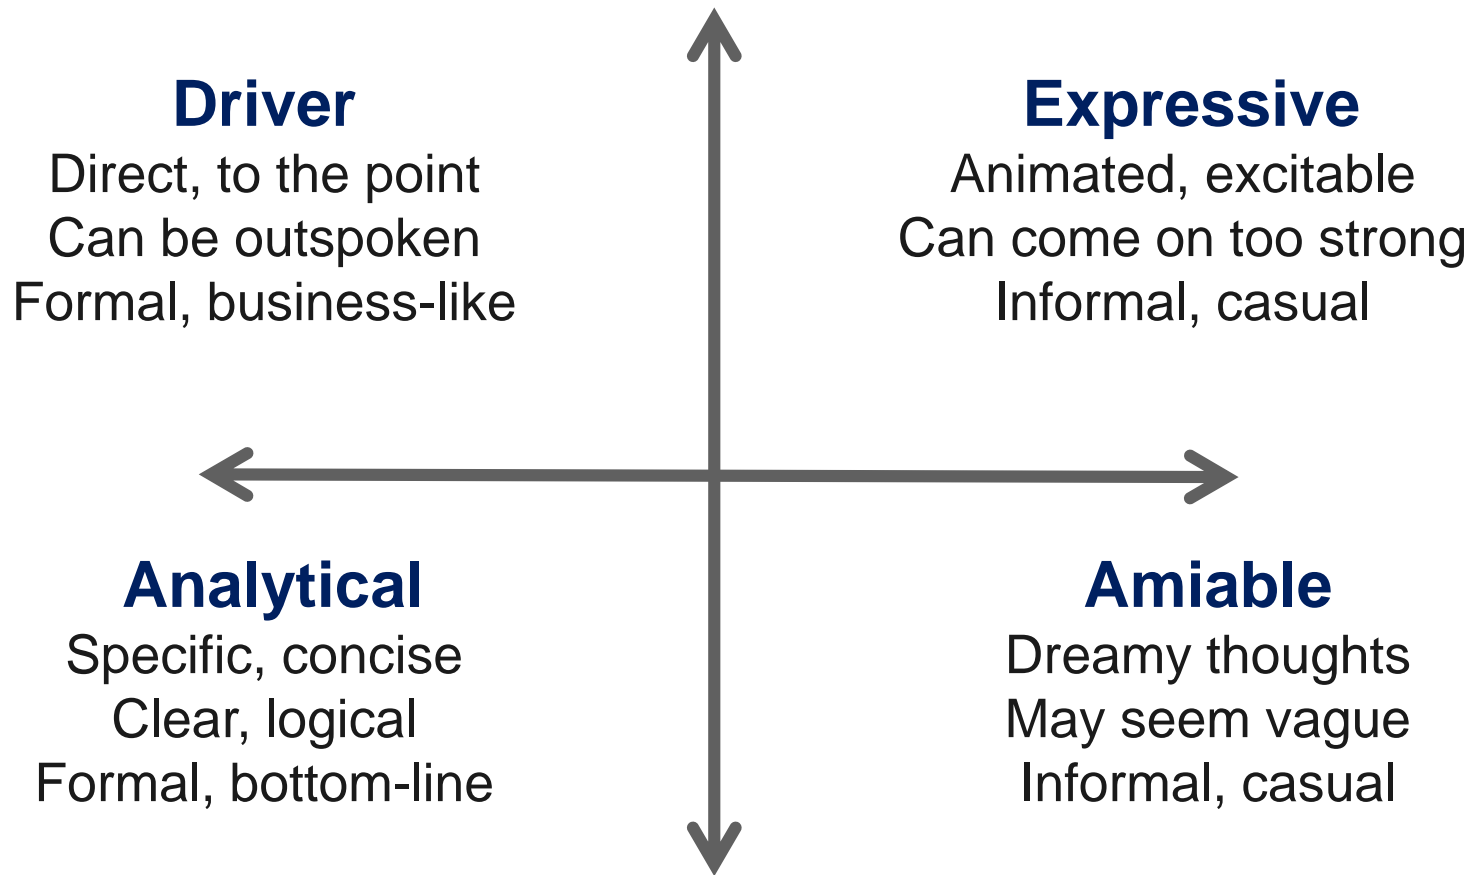 Driver
Direct, to the point
Can be outspoken
Formal, business-like
Expressive
Animated, excitable
Can come on too strong
Informal, casual
Analytical
Specific, concise
Clear, logical
Formal, bottom-line
Amiable
Dreamy thoughts
May seem vague
Informal, casual